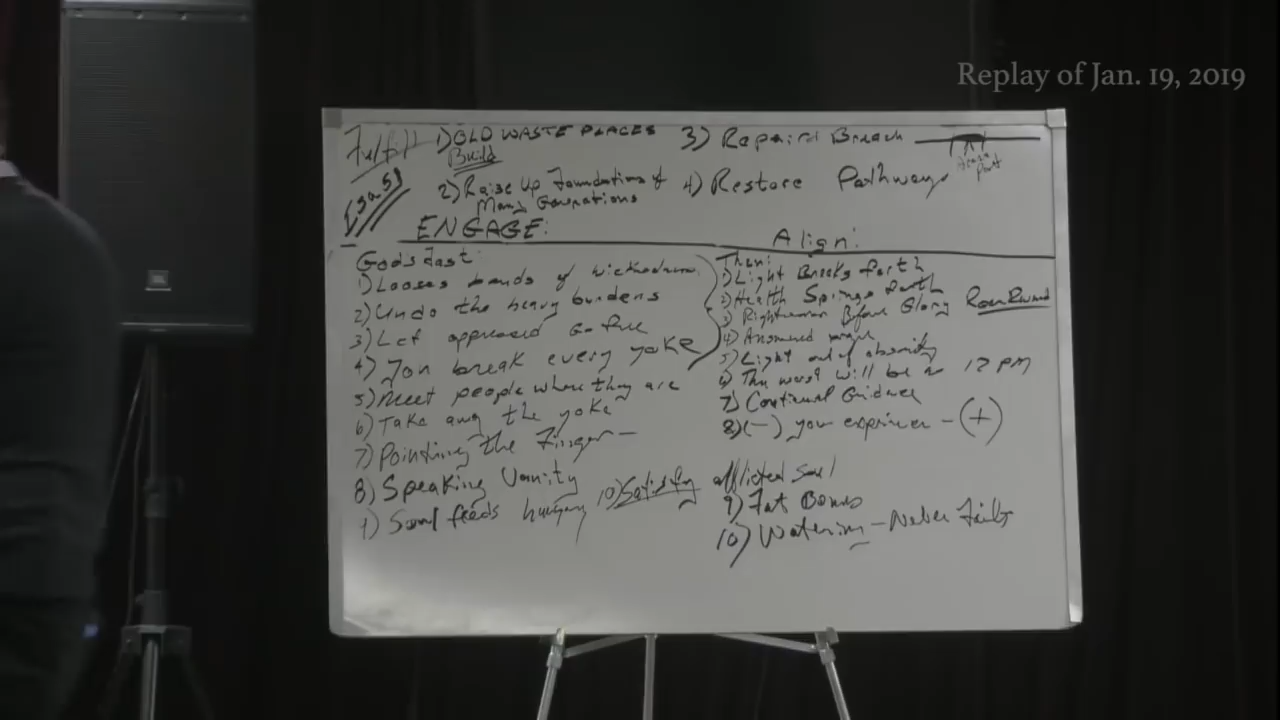 Replay of Jan. 19, 2019
Fulfill
1) OLD WASTE PLACES
Build
2) Raise Up Foundations of
Many Generations
3) Repair Breach
4) Restore Pathways
Isa 58
ENGAGE:
Gods Fast:
1) Looses bands of wickedness
2) Undo the heavy burdens
3) Let oppressed Go free
4) You break every yoke
5) Meet people where they are
6) Take away the yoke
7) Pointing the Finger -
8) Speaking Vanity
9) Soul feeds hungry 10) Satisfy afflicted Soul
Align:
Then:
1) Light Breaks forth
2) Health Springs forth
3) Before Glory Rear Reward
4) Answered
5) Light out of obscurity
6) worst will be a 12 PM
7) Continual Guidance
8) (-) your experience - (+)
9) Fat Bones
10) Watering - Never Fails